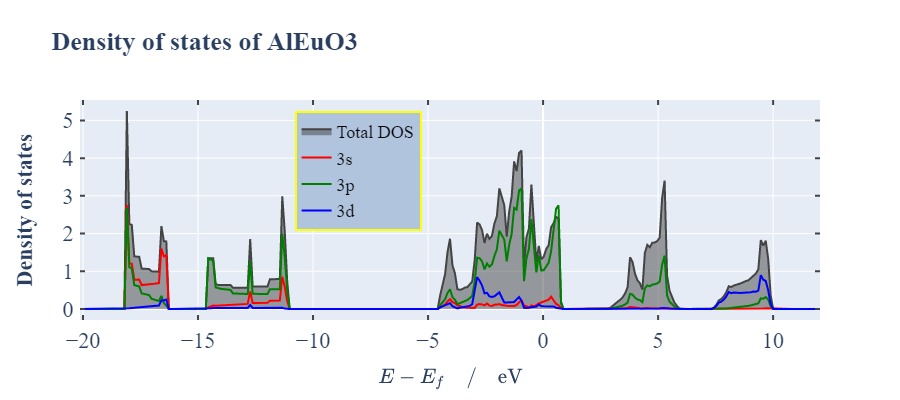 Density of states of AlEuO3
Density of states
5
4
3
2
1
0
Total DOS
3s
3p
3d
−20 −15 −10 −5 0 5 10
E − E_f / eV